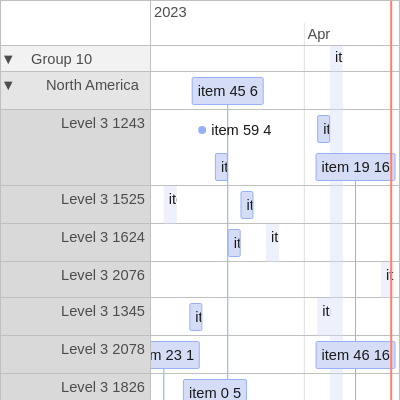 2023
Apr
▼ Group 10
it
▼ North America
item 45 6
Level 3 1243
item 59 4
it
it
item 19 16
Level 3 1525
it
it
Level 3 1624
it
it
Level 3 2076
it
Level 3 1345
it
it
Level 3 2078
m 23 1
item 46 16
Level 3 1826
item 0 5